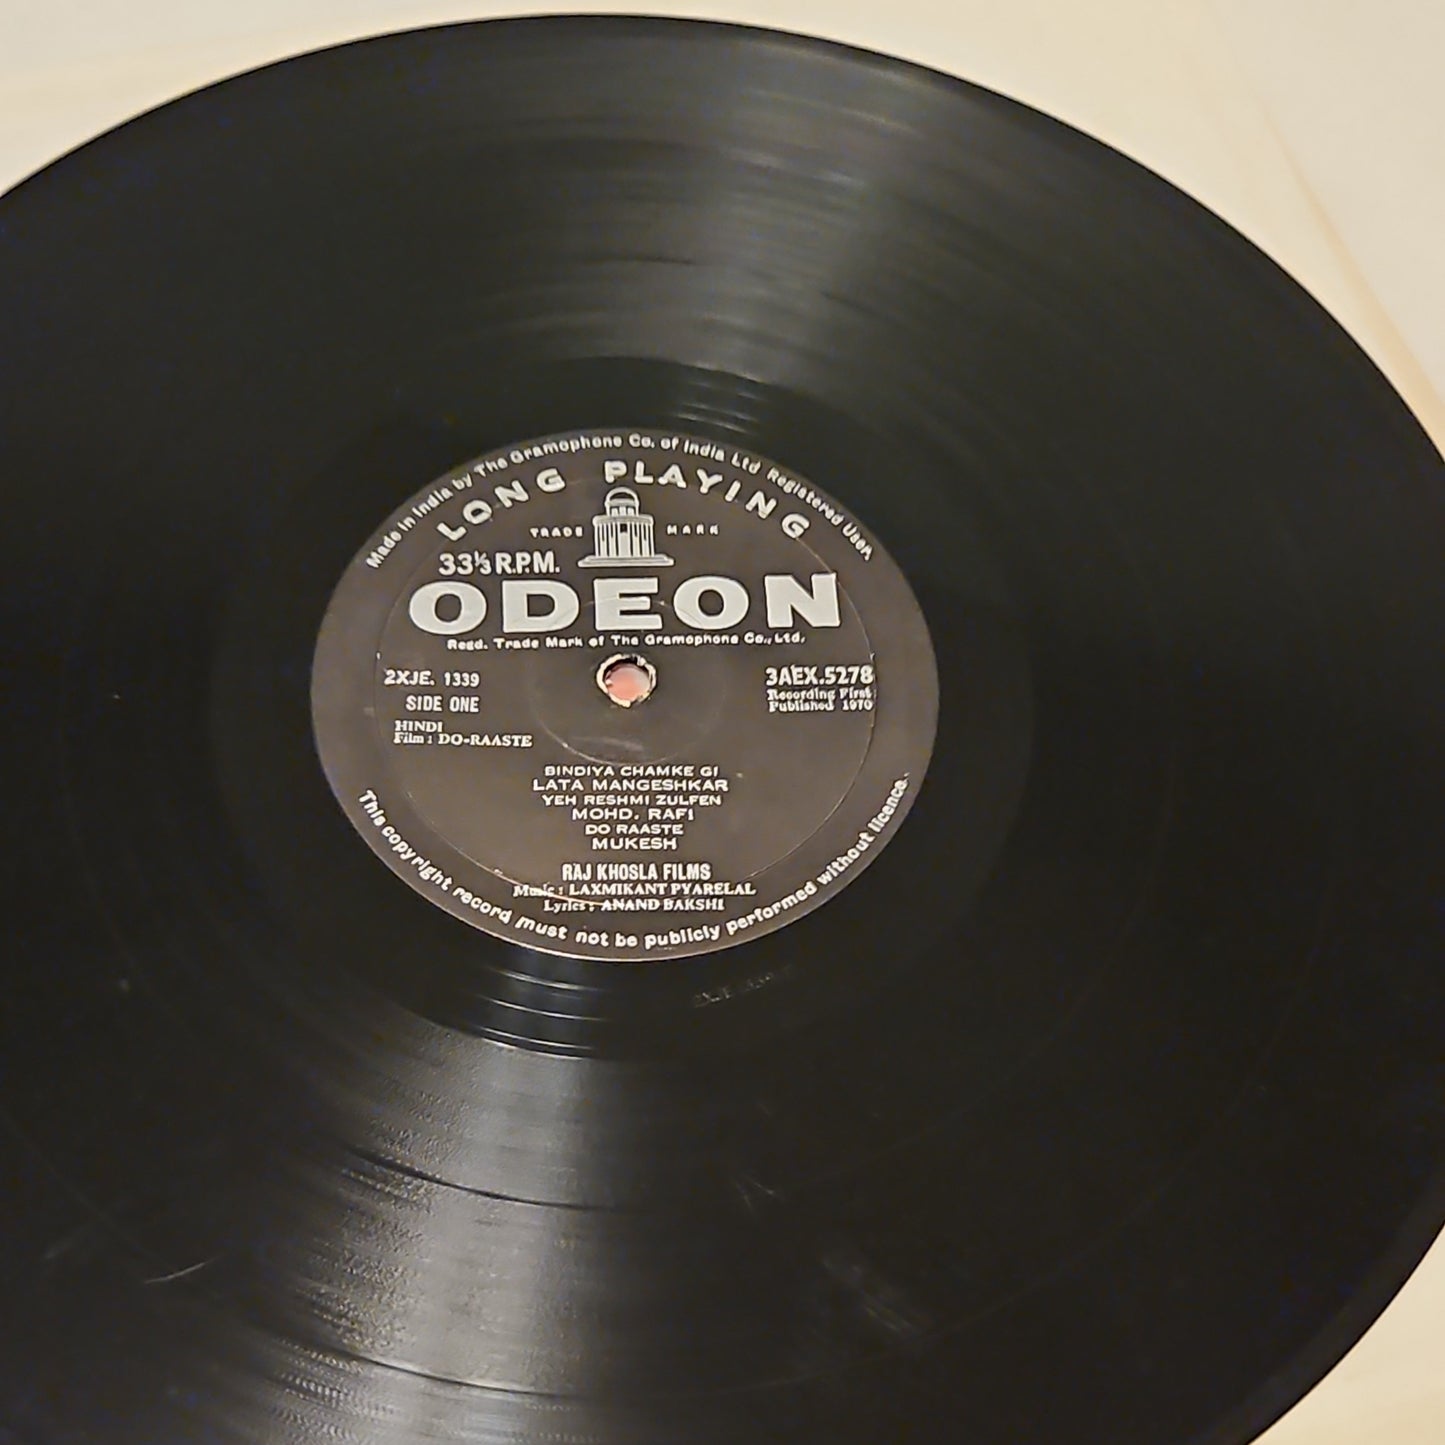 Made in India by The Gramophone Co. of India Ltd Registered User.
LONG PLAYING
TRADE MARK
33⅓ R.P.M.
ODEON
Regd. Trade Mark of The Gramophone Co., Ltd.
2XJE. 1339
3AEX.5278
SIDE ONE
Recording First
Published 1970
HINDI
Film : DO-RAASTE
BINDIYA CHAMKE GI
LATA MANGESHKAR
YEH RESHMI ZULFEN
MOHD. RAFI
DO RAASTE
MUKESH
RAJ KHOSLA FILMS
Music : LAXMIKANT PYARELAL
Lyrics : ANAND BAKSHI
This copyright record must not be publicly performed without licence.